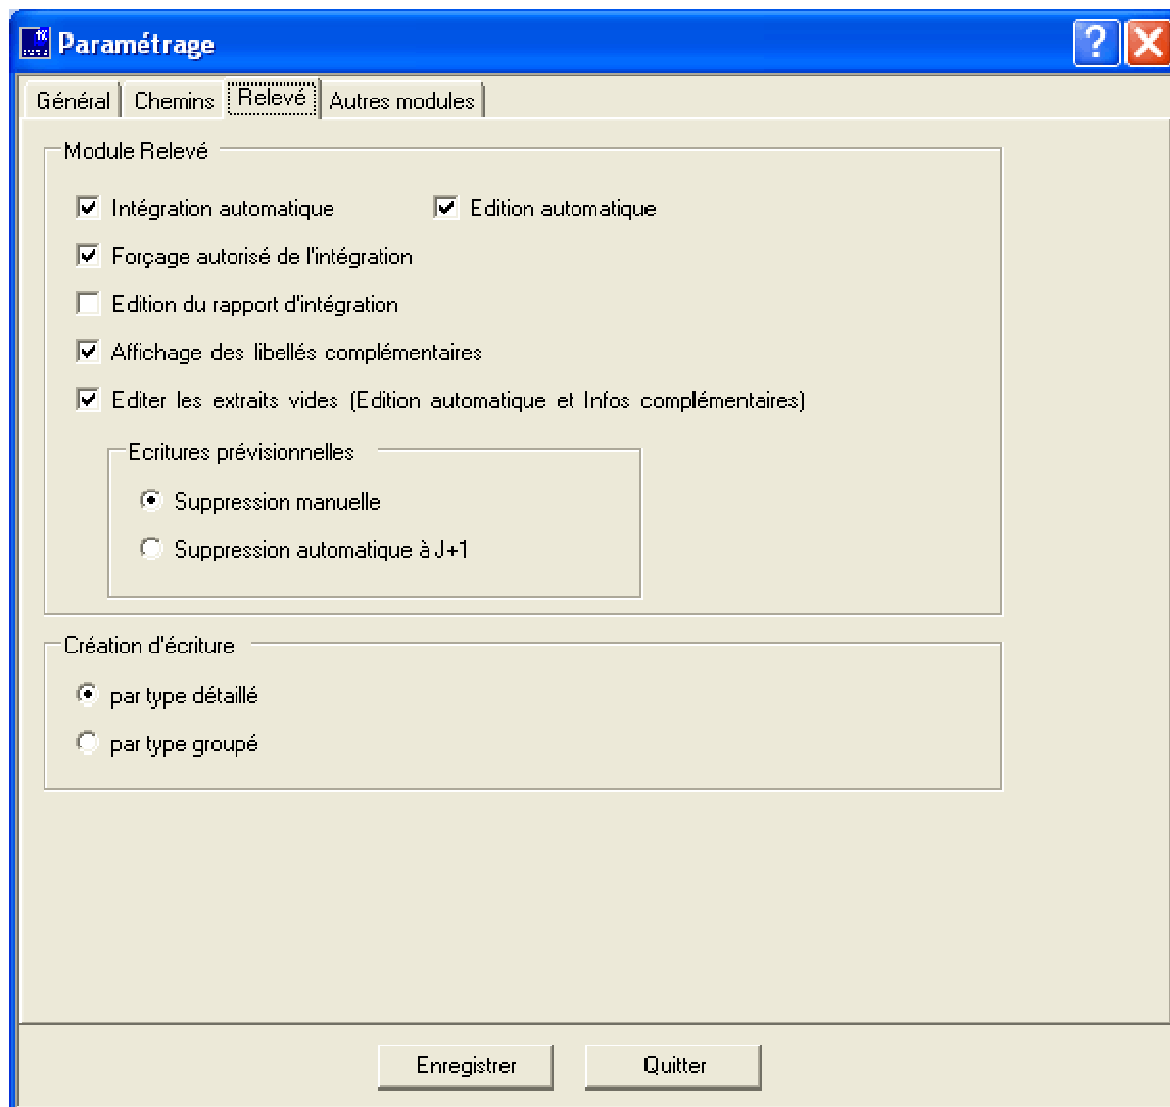 Paramétrage
Général Chemins Relevé Autres modules
Module Relevé
Intégration automatique Edition automatique
Forçage autorisé de l'intégration
Edition du rapport d'intégration
Affichage des libellés complémentaires
Editer les extraits vides (Edition automatique et Infos complémentaires)
Ecritures prévisionnelles
Suppression manuelle
Suppression automatique à J+1
Création d'écriture
par type détaillé
par type groupé
Enregistrer Quitter